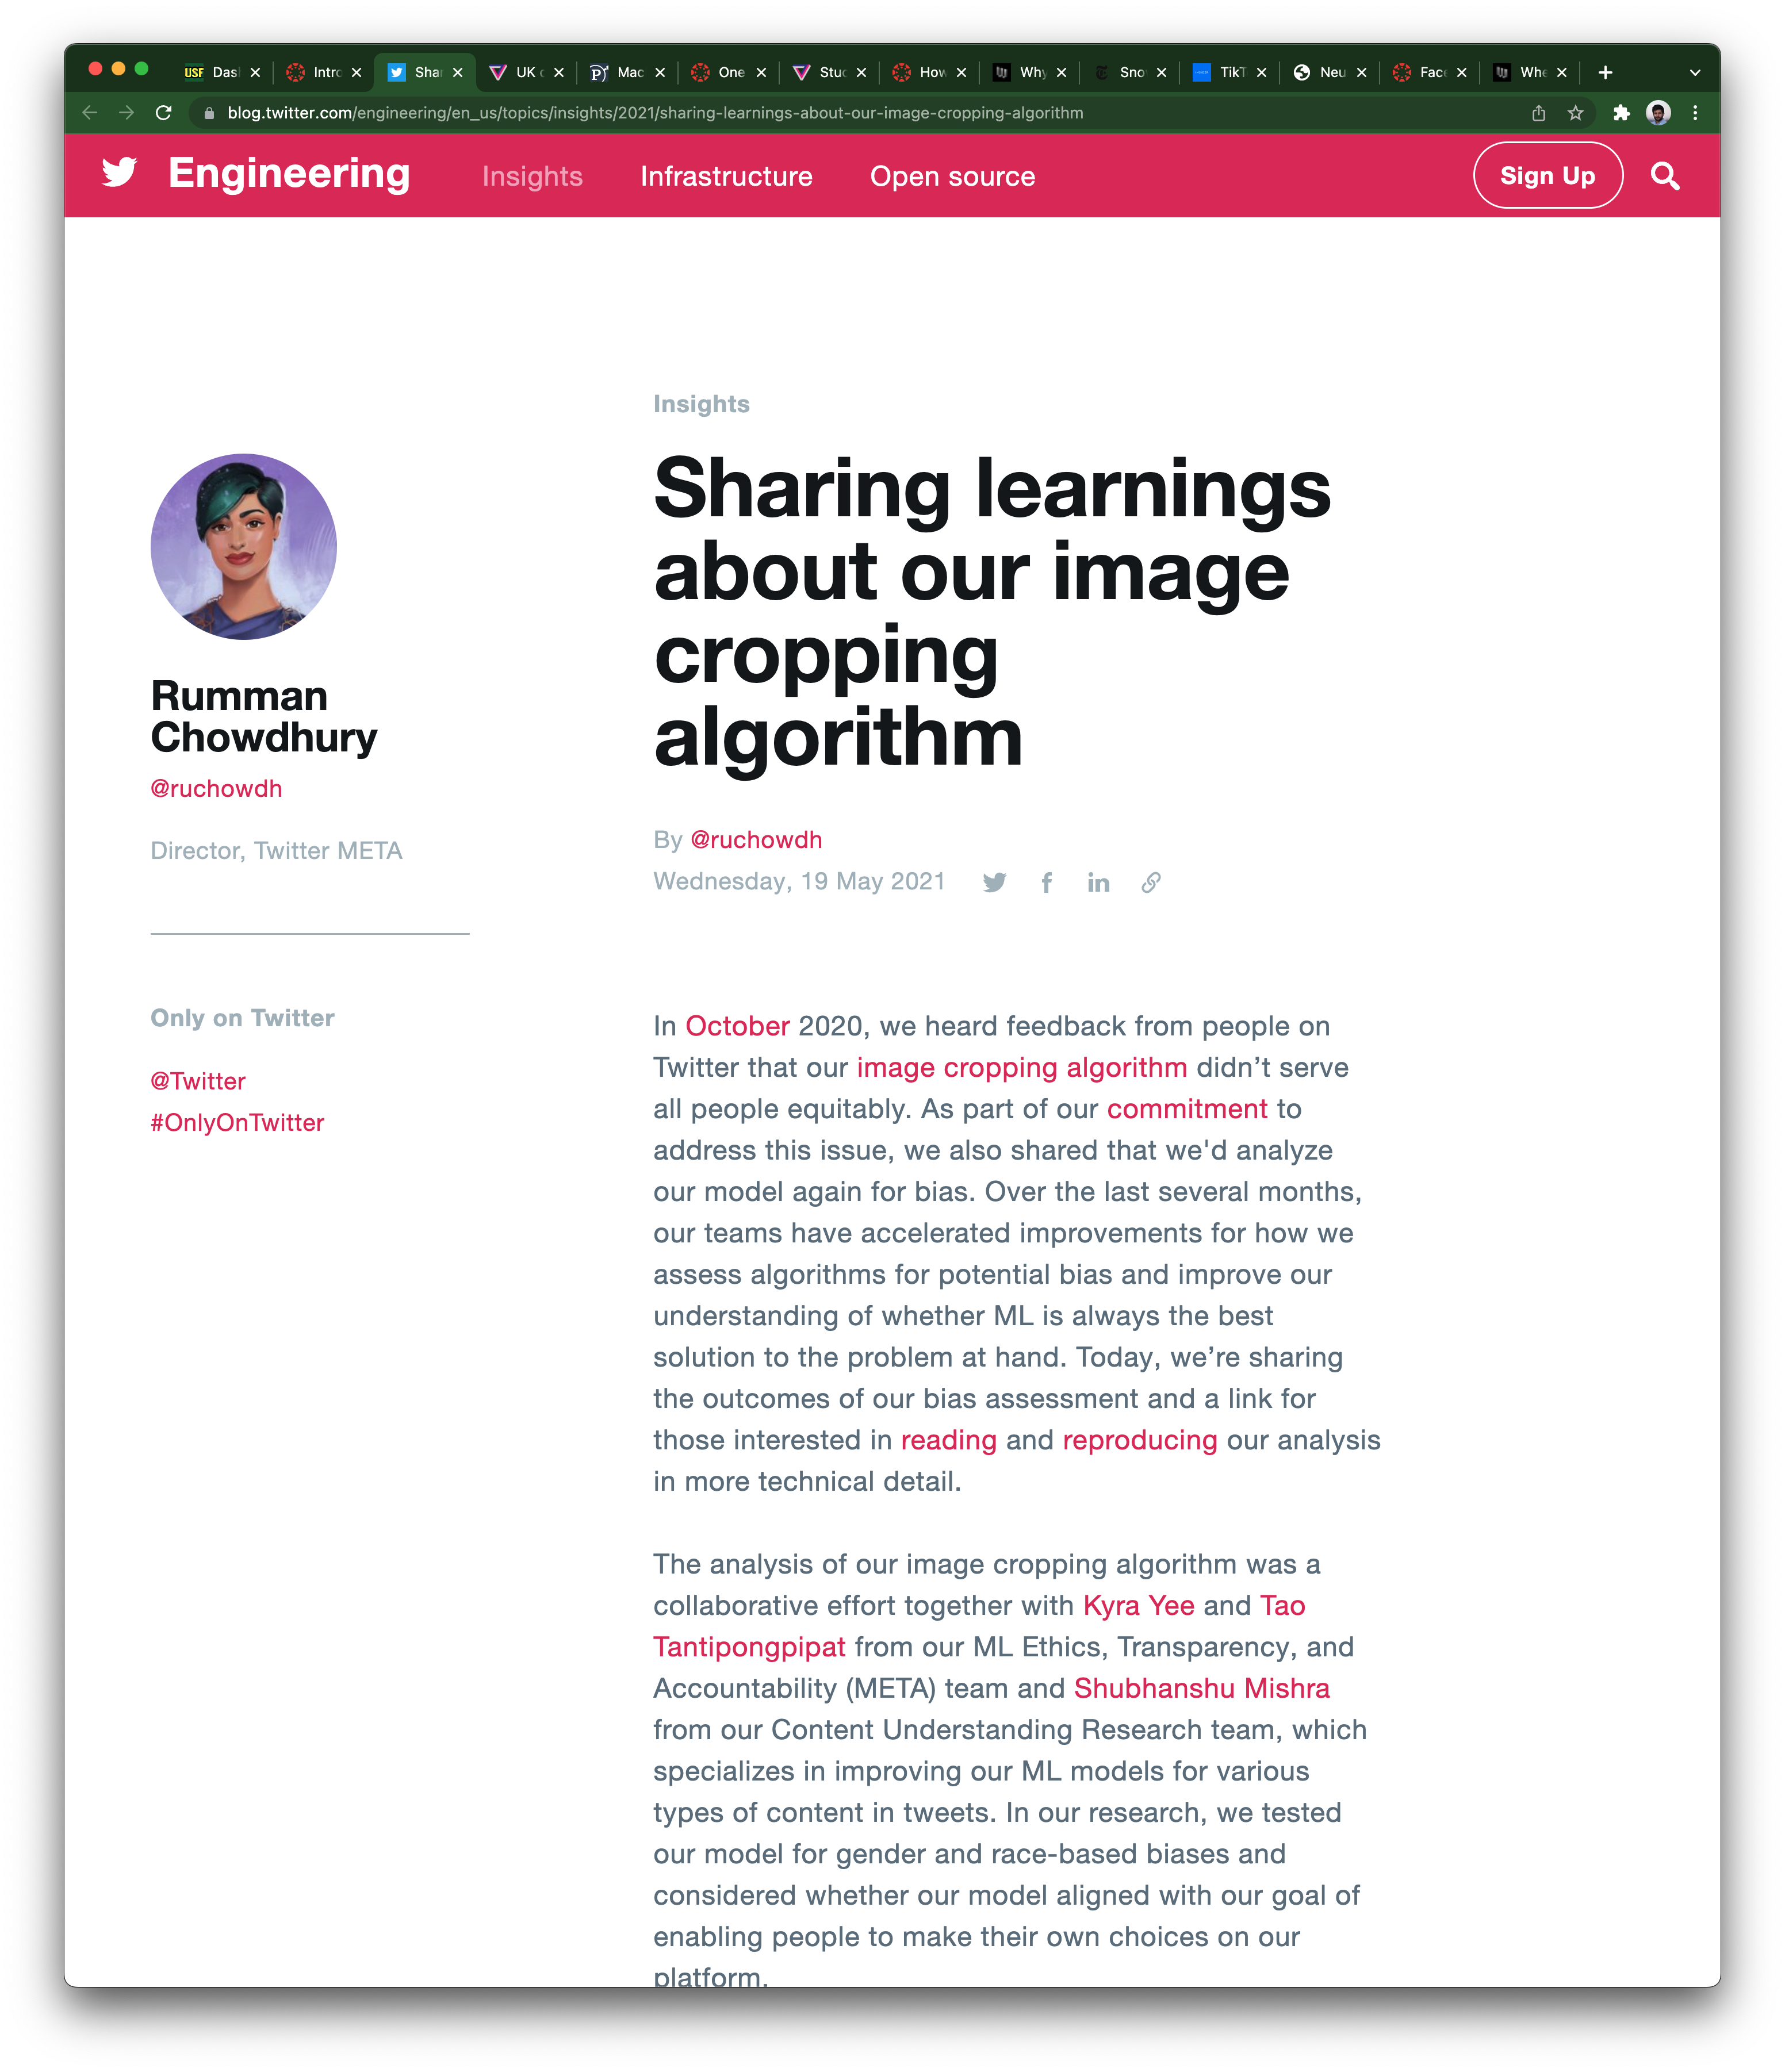 USF Das
Intro
Shar
UK c
Mac
One
Stuc
How
Why
Sno
TikT
Neu
Face
Whe
blog.twitter.com/engineering/en_us/topics/insights/2021/sharing-learnings-about-our-image-cropping-algorithm
Engineering Insights Infrastructure Open source Sign Up
Insights
Sharing learnings
about our image
cropping
algorithm
Rumman
Chowdhury
@ruchowdh
Director, Twitter META
By @ruchowdh
Wednesday, 19 May 2021
Only on Twitter
@Twitter
#OnlyOnTwitter
In October 2020, we heard feedback from people on
Twitter that our image cropping algorithm didn’t serve
all people equitably. As part of our commitment to
address this issue, we also shared that we'd analyze
our model again for bias. Over the last several months,
our teams have accelerated improvements for how we
assess algorithms for potential bias and improve our
understanding of whether ML is always the best
solution to the problem at hand. Today, we’re sharing
the outcomes of our bias assessment and a link for
those interested in reading and reproducing our analysis
in more technical detail.
The analysis of our image cropping algorithm was a
collaborative effort together with Kyra Yee and Tao
Tantipongpipat from our ML Ethics, Transparency, and
Accountability (META) team and Shubhanshu Mishra
from our Content Understanding Research team, which
specializes in improving our ML models for various
types of content in tweets. In our research, we tested
our model for gender and race-based biases and
considered whether our model aligned with our goal of
enabling people to make their own choices on our
platform.